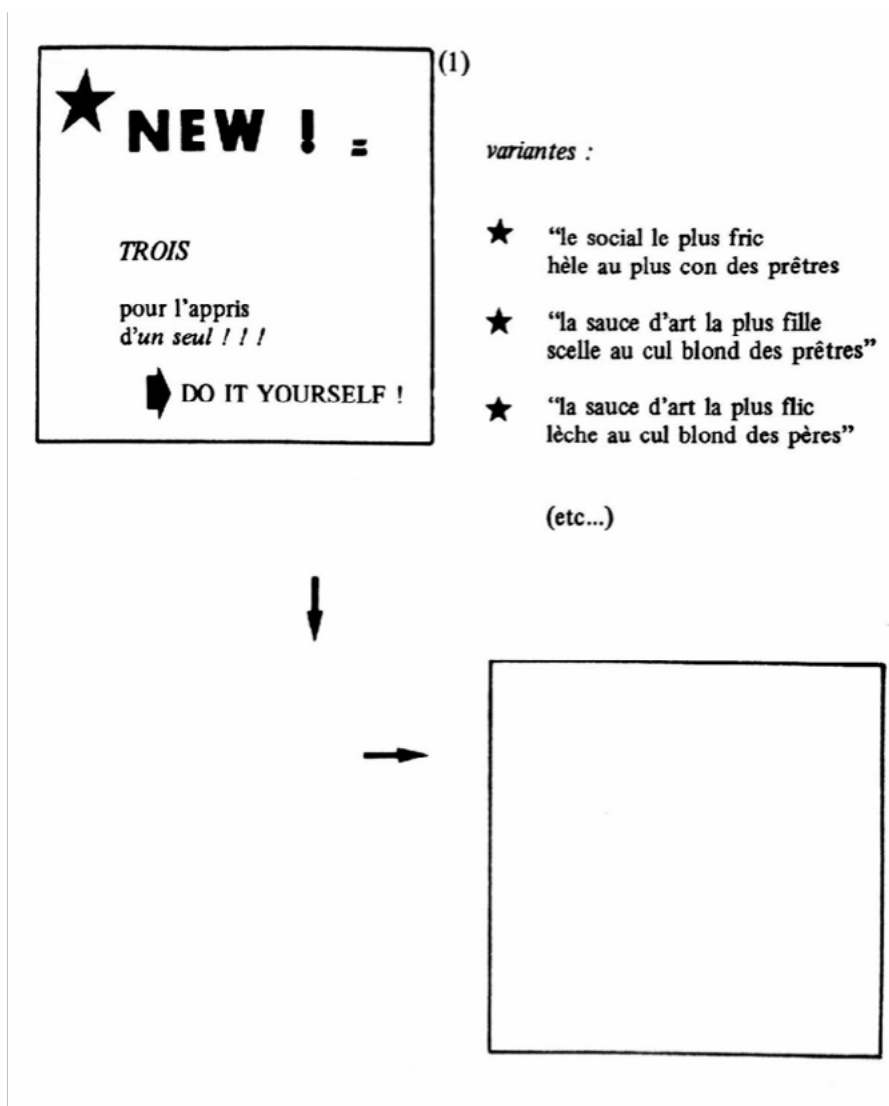 (1)
★ NEW ! =
TROIS
pour l'appris
d'un seul ! ! !
DO IT YOURSELF !
variantes :
★ “le social le plus fric
hèle au plus con des prêtres
★ “la sauce d'art la plus fille
scelle au cul blond des prêtres”
★ “la sauce d'art la plus flic
lèche au cul blond des pères”
(etc...)